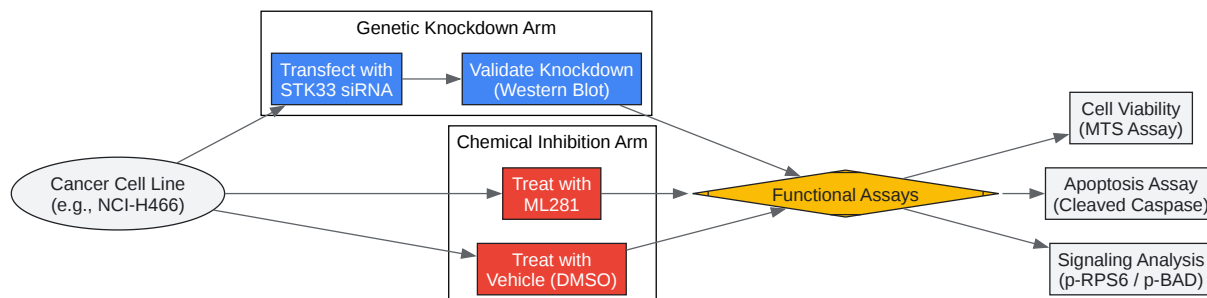 Genetic Knockdown Arm
Transfect with
STK33 siRNA
Validate Knockdown
(Western Blot)
Chemical Inhibition Arm
Cancer Cell Line
(e.g., NCI-H466)
Treat with
ML281
Treat with
Vehicle (DMSO)
Functional Assays
Cell Viability
(MTS Assay)
Apoptosis Assay
(Cleaved Caspase)
Signaling Analysis
(p-RPS6 / p-BAD)